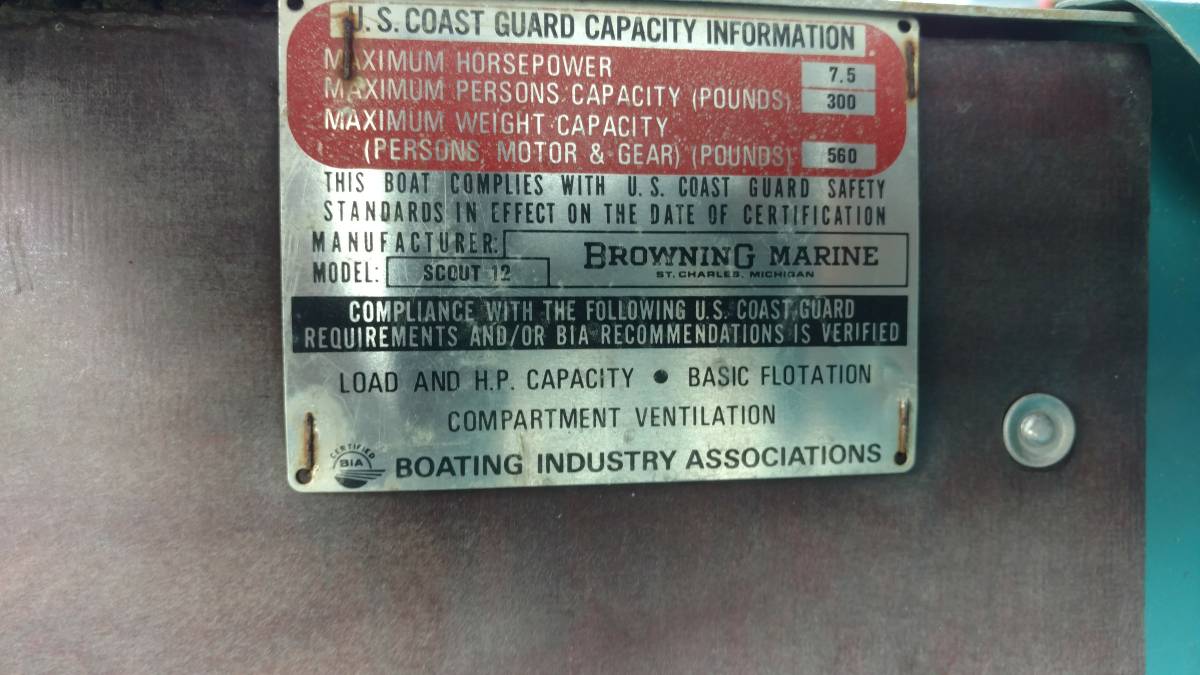 U.S. COAST GUARD CAPACITY INFORMATION
MAXIMUM HORSEPOWER 7.5
MAXIMUM PERSONS CAPACITY (POUNDS) 300
MAXIMUM WEIGHT CAPACITY
(PERSONS, MOTOR & GEAR) (POUNDS) 560
THIS BOAT COMPLIES WITH U.S. COAST GUARD SAFETY
STANDARDS IN EFFECT ON THE DATE OF CERTIFICATION
MANUFACTURER: BROWNING MARINE
ST. CHARLES, MICHIGAN
MODEL: SCOUT 12
COMPLIANCE WITH THE FOLLOWING U.S. COAST GUARD
REQUIREMENTS AND/OR BIA RECOMMENDATIONS IS VERIFIED
LOAD AND H.P. CAPACITY • BASIC FLOTATION
COMPARTMENT VENTILATION
CERTIFIED
BIA
BOATING INDUSTRY ASSOCIATIONS